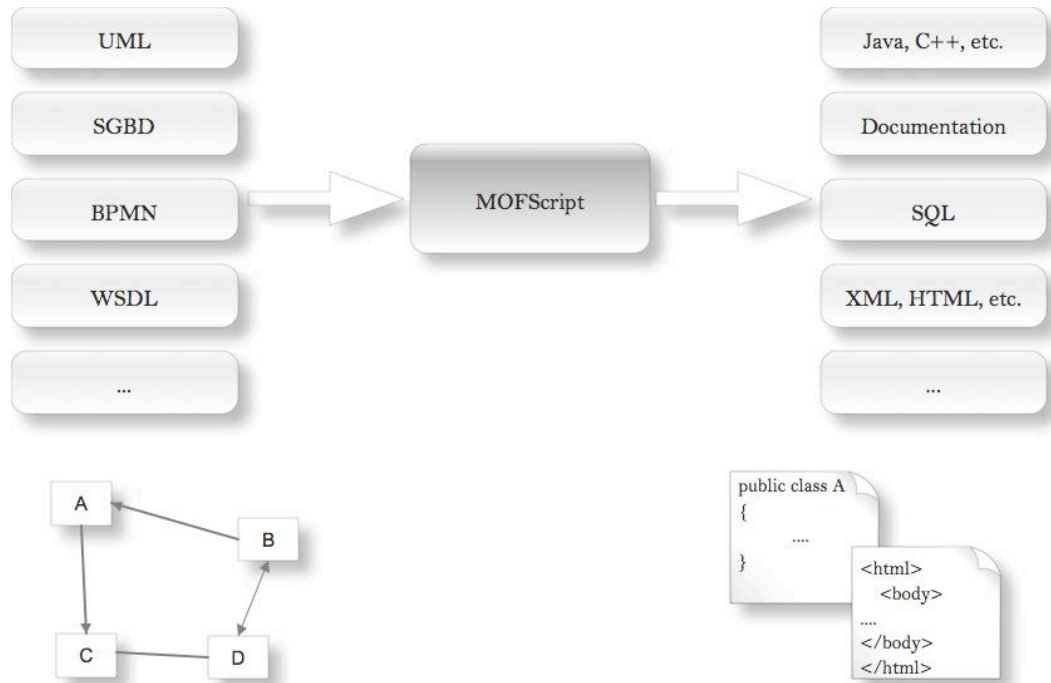 UML
SGBD
BPMN
WSDL
...
MOFScript
Java, C++, etc.
Documentation
SQL
XML, HTML, etc.
...
A
B
C
D
public class A
{
....
}
<html>
<body>
....
</body>
</html>